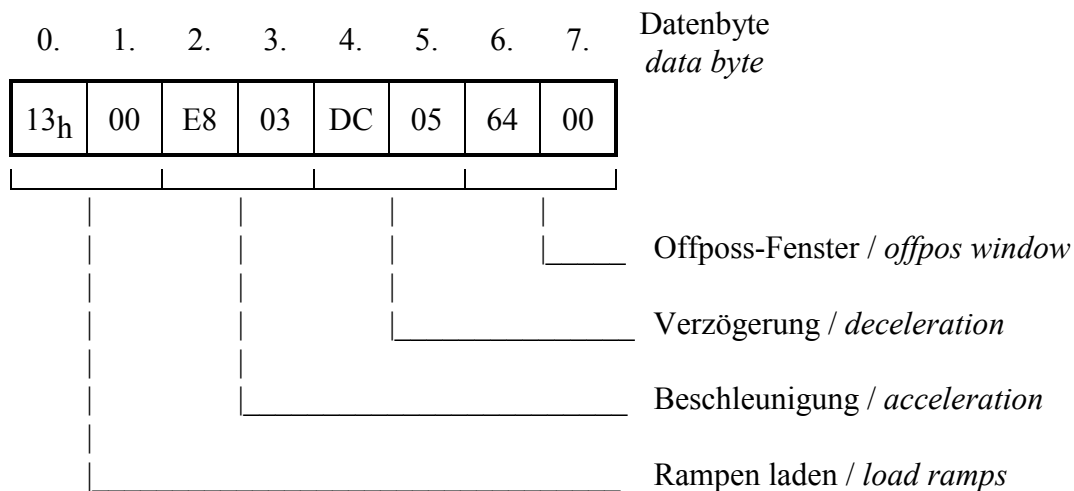 0. 1. 2. 3. 4. 5. 6. 7. Datenbyte
data byte
13h 00 E8 03 DC 05 64 00
Offposs-Fenster / offpos window
Verzögerung / deceleration
Beschleunigung / acceleration
Rampen laden / load ramps